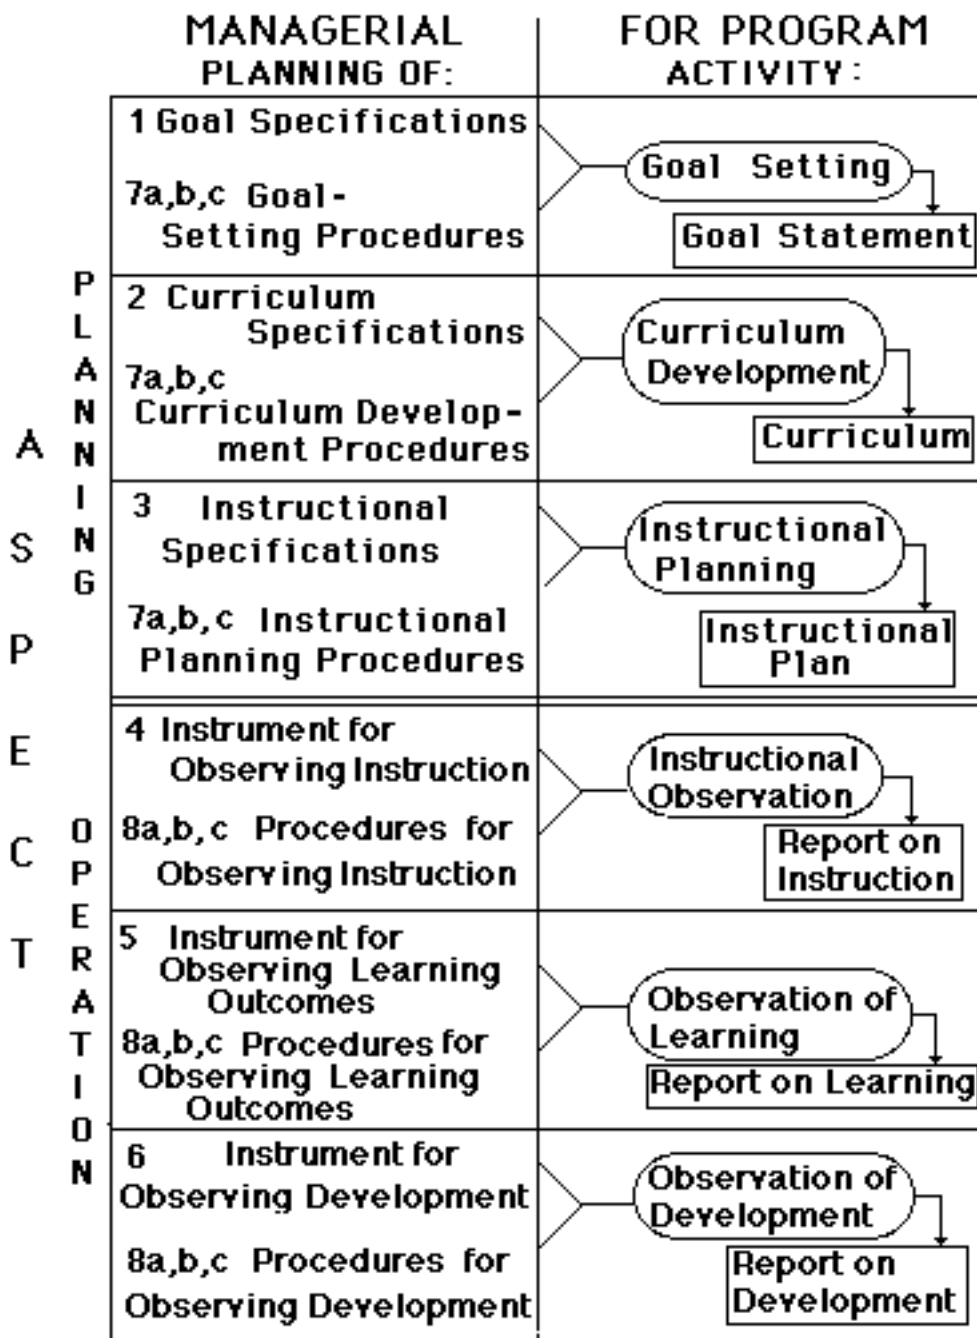 MANAGERIAL
PLANNING OF:
FOR PROGRAM
ACTIVITY:
ASPECT
PLANNING
1 Goal Specifications
7a,b,c Goal-
Setting Procedures
Goal Setting
Goal Statement
2 Curriculum
Specifications
7a,b,c
Curriculum Develop-
ment Procedures
Curriculum
Development
Curriculum
3 Instructional
Specifications
7a,b,c Instructional
Planning Procedures
Instructional
Planning
Instructional
Plan
OPERATION
4 Instrument for
Observing Instruction
8a,b,c Procedures for
Observing Instruction
Instructional
Observation
Report on
Instruction
5 Instrument for
Observing Learning
Outcomes
8a,b,c Procedures for
Observing Learning
Outcomes
Observation of
Learning
Report on Learning
6 Instrument for
Observing Development
8a,b,c Procedures for
Observing Development
Observation of
Development
Report on
Development